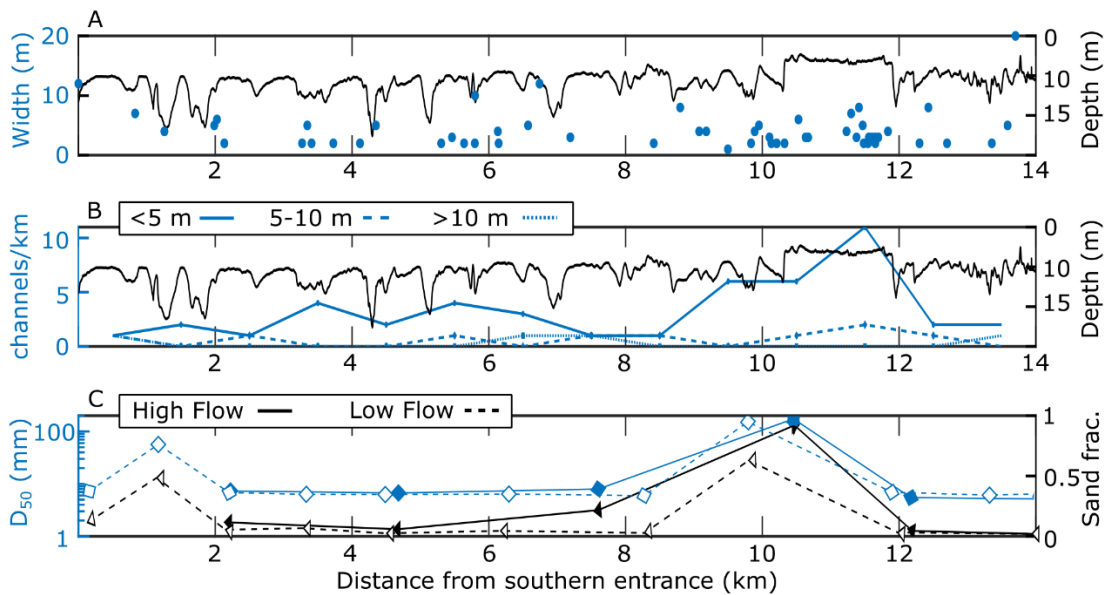 A
Width (m)
20
10
0
0
10
15
Depth (m)
2
4
6
8
10
12
14
B
<5 m
5-10 m
>10 m
channels/km
10
5
0
0
10
15
Depth (m)
2
4
6
8
10
12
14
C
High Flow
Low Flow
D50 (mm)
100
1
1
0.5
0
Sand frac.
2
4
6
8
10
12
14
Distance from southern entrance (km)